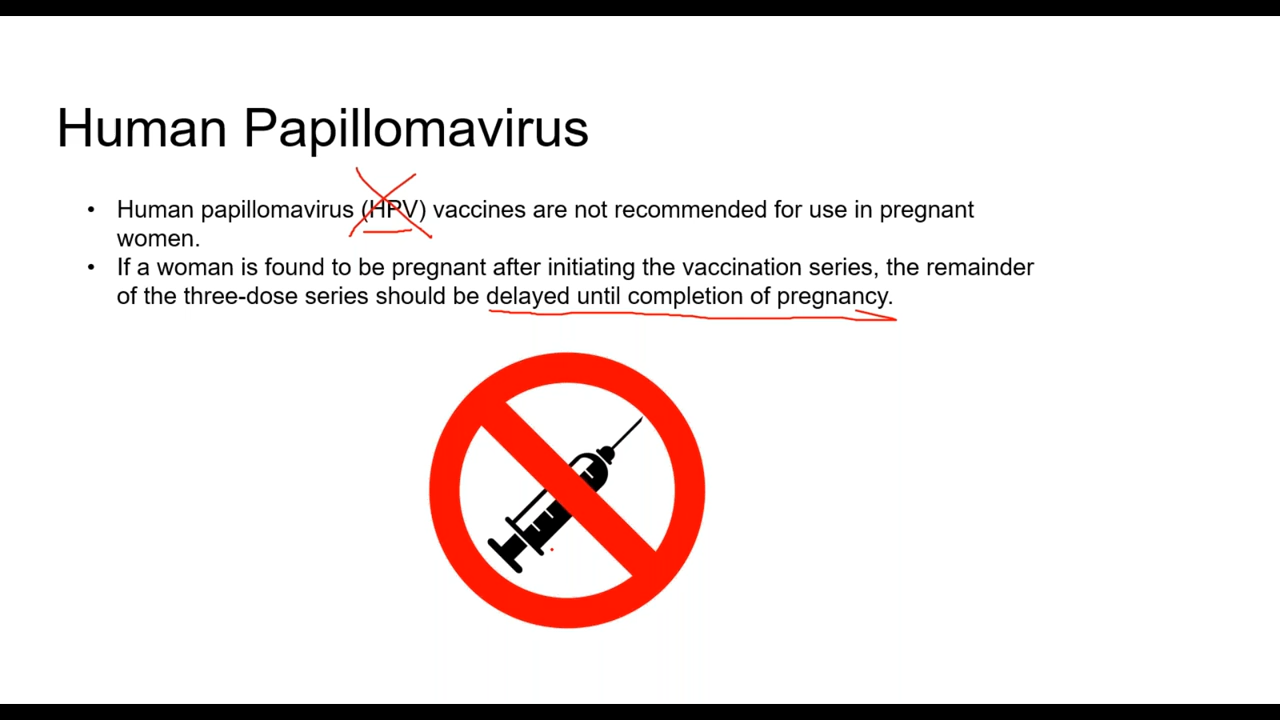 Human Papillomavirus
• Human papillomavirus (HPV) vaccines are not recommended for use in pregnant
women.
• If a woman is found to be pregnant after initiating the vaccination series, the remainder
of the three-dose series should be delayed until completion of pregnancy.